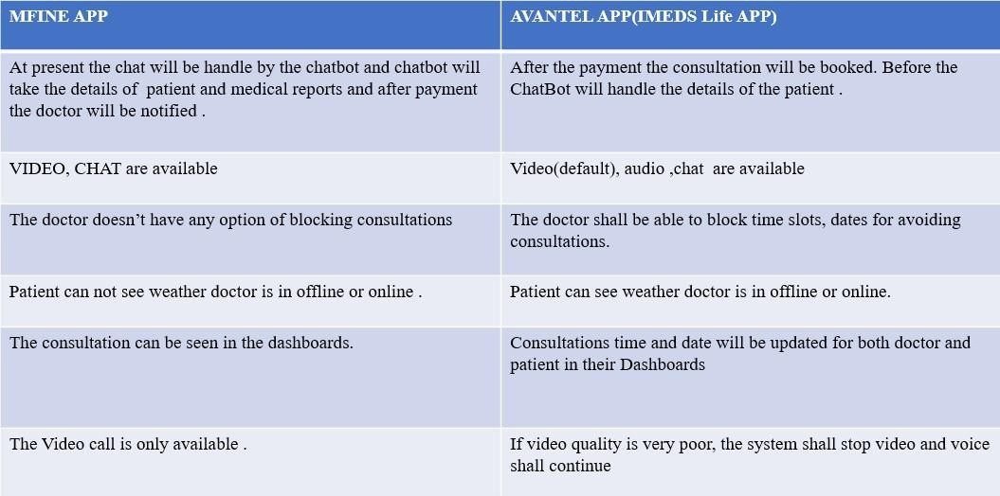 MFINE APP
AVANTEL APP(IMEDS Life APP)
At present the chat will be handle by the chatbot and chatbot will
take the details of  patient and medical reports and after payment
the doctor will be notified .
After the payment the consultation will be booked. Before the
ChatBot will handle the details of the patient .
VIDEO, CHAT are available
Video(default), audio ,chat  are available
The doctor doesn’t have any option of blocking consultations
The doctor shall be able to block time slots, dates for avoiding
consultations.
Patient can not see weather doctor is in offline or online .
Patient can see weather doctor is in offline or online.
The consultation can be seen in the dashboards.
Consultations time and date will be updated for both doctor and
patient in their Dashboards
The Video call is only available .
If video quality is very poor, the system shall stop video and voice
shall continue